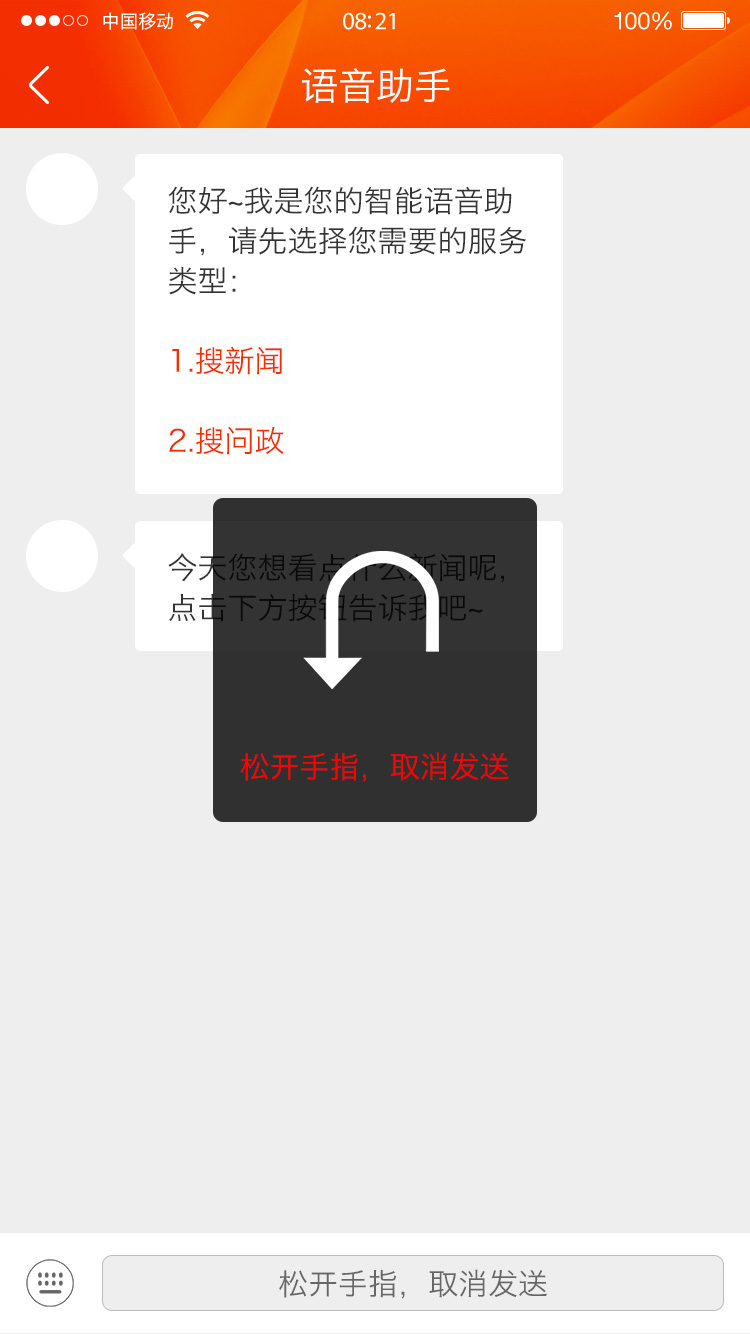 中国移动
08:21
100%
语音助手
您好~我是您的智能语音助
手，请先选择您需要的服务
类型：
1.搜新闻
2.搜问政
今天您想看点什么新闻呢，
点击下方按钮告诉我吧~
松开手指，取消发送
松开手指，取消发送